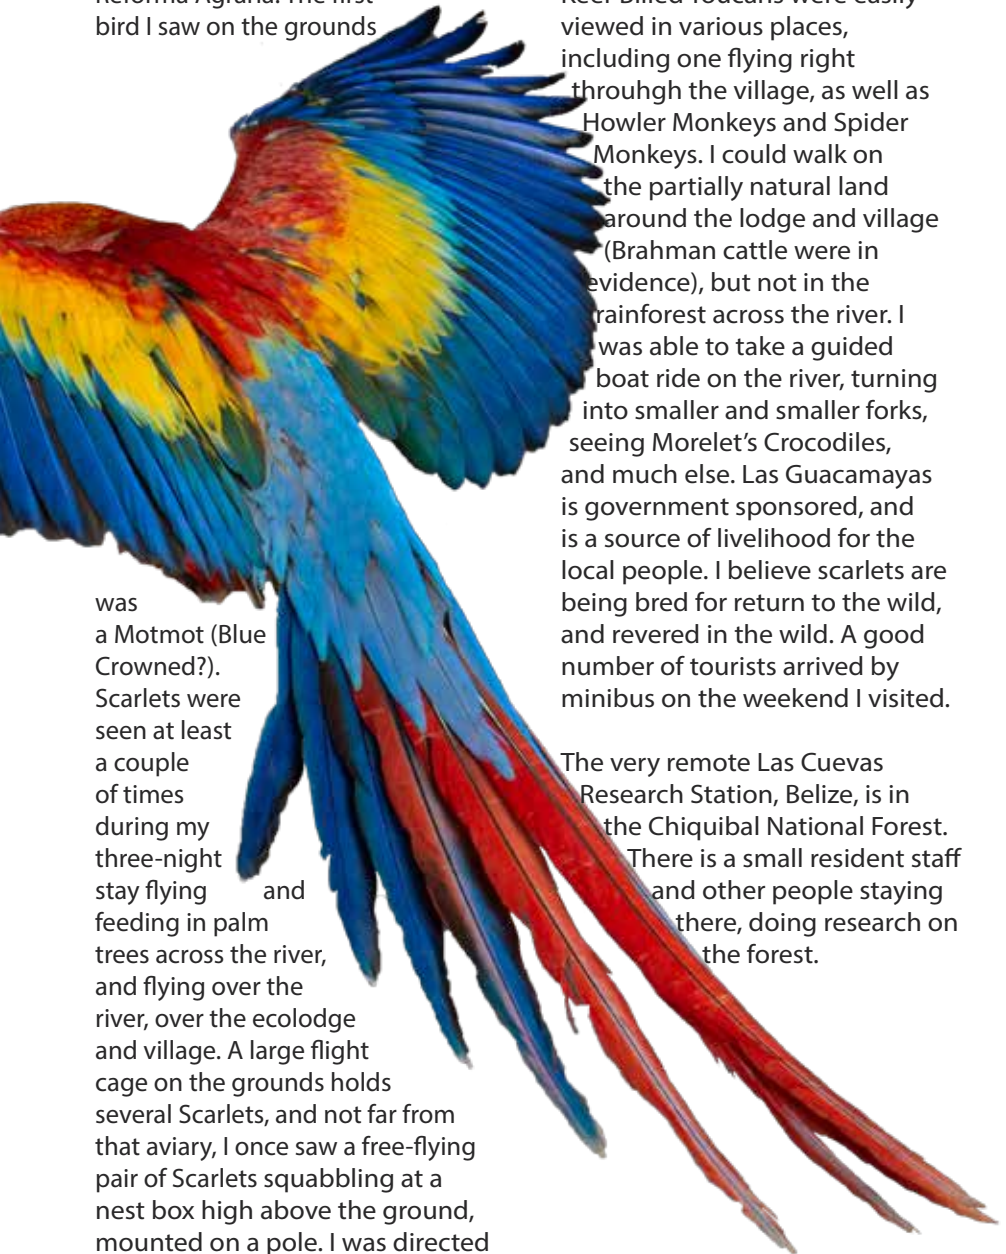 Reforma Agraria. The first
bird I saw on the grounds
was
a Motmot (Blue
Crowned?).
Scarlets were
seen at least
a couple
of times
during my
three-night
stay flying and
feeding in palm
trees across the river,
and flying over the
river, over the ecolodge
and village. A large flight
cage on the grounds holds
several Scarlets, and not far from
that aviary, I once saw a free-flying
pair of Scarlets squabbling at a
nest box high above the ground,
mounted on a pole. I was directed
Billed Toucans were easily
viewed in various places,
including one flying right
throuhgh the village, as well as
Howler Monkeys and Spider
Monkeys. I could walk on
the partially natural land
around the lodge and village
(Brahman cattle were in
evidence), but not in the
rainforest across the river. I
was able to take a guided
boat ride on the river, turning
into smaller and smaller forks,
seeing Morelet’s Crocodiles,
and much else. Las Guacamayas
is government sponsored, and
is a source of livelihood for the
local people. I believe scarlets are
being bred for return to the wild,
and revered in the wild. A good
number of tourists arrived by
minibus on the weekend I visited.
The very remote Las Cuevas
Research Station, Belize, is in
the Chiquibal National Forest.
There is a small resident staff
and other people staying
there, doing research on
the forest.